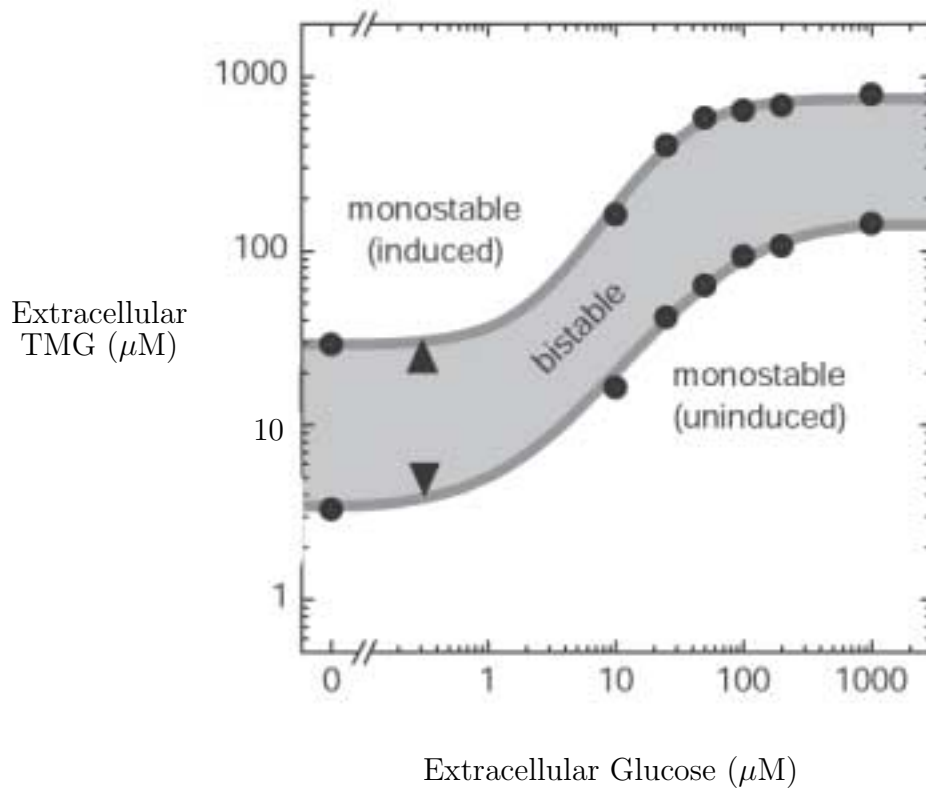 1000
monostable
(induced)
100
Extracellular
TMG (μM)
bistable
monostable
(uninduced)
10
1
0 1 10 100 1000
Extracellular Glucose (μM)